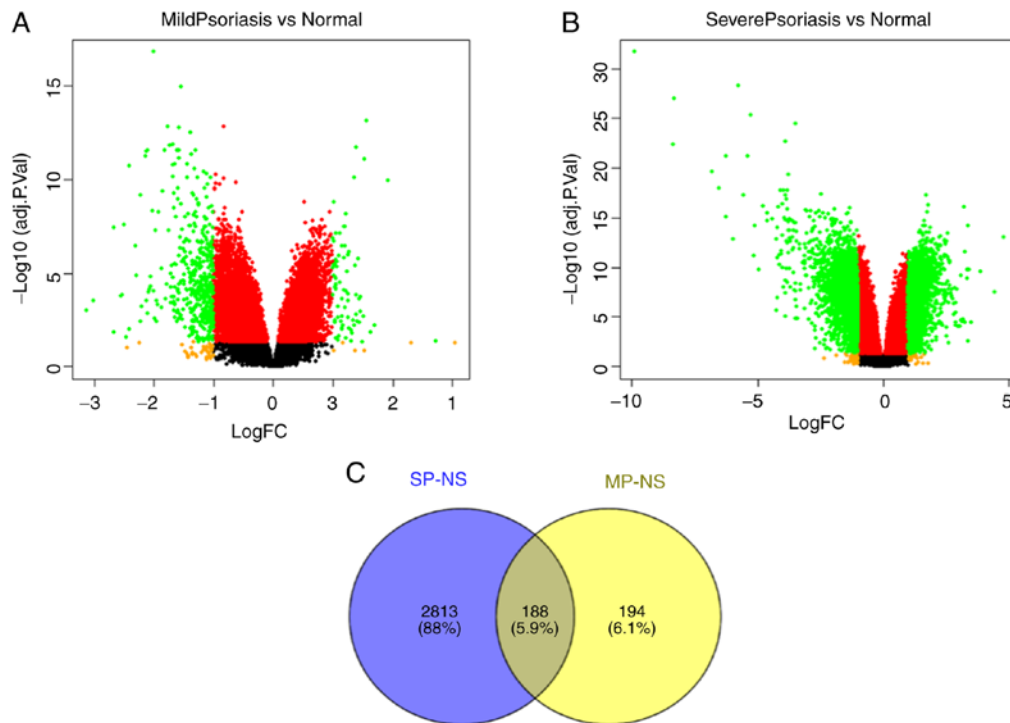 A
MildPsoriasis vs Normal
−Log10 (adj.P.Val)
15
10
5
0
−3
−2
−1
0
3
2
1
LogFC
B
SeverePsoriasis vs Normal
−Log10 (adj.P.Val)
30
25
20
15
10
5
0
−10
−5
0
5
LogFC
C
SP-NS
MP-NS
2813
(88%)
188
(5.9%)
194
(6.1%)